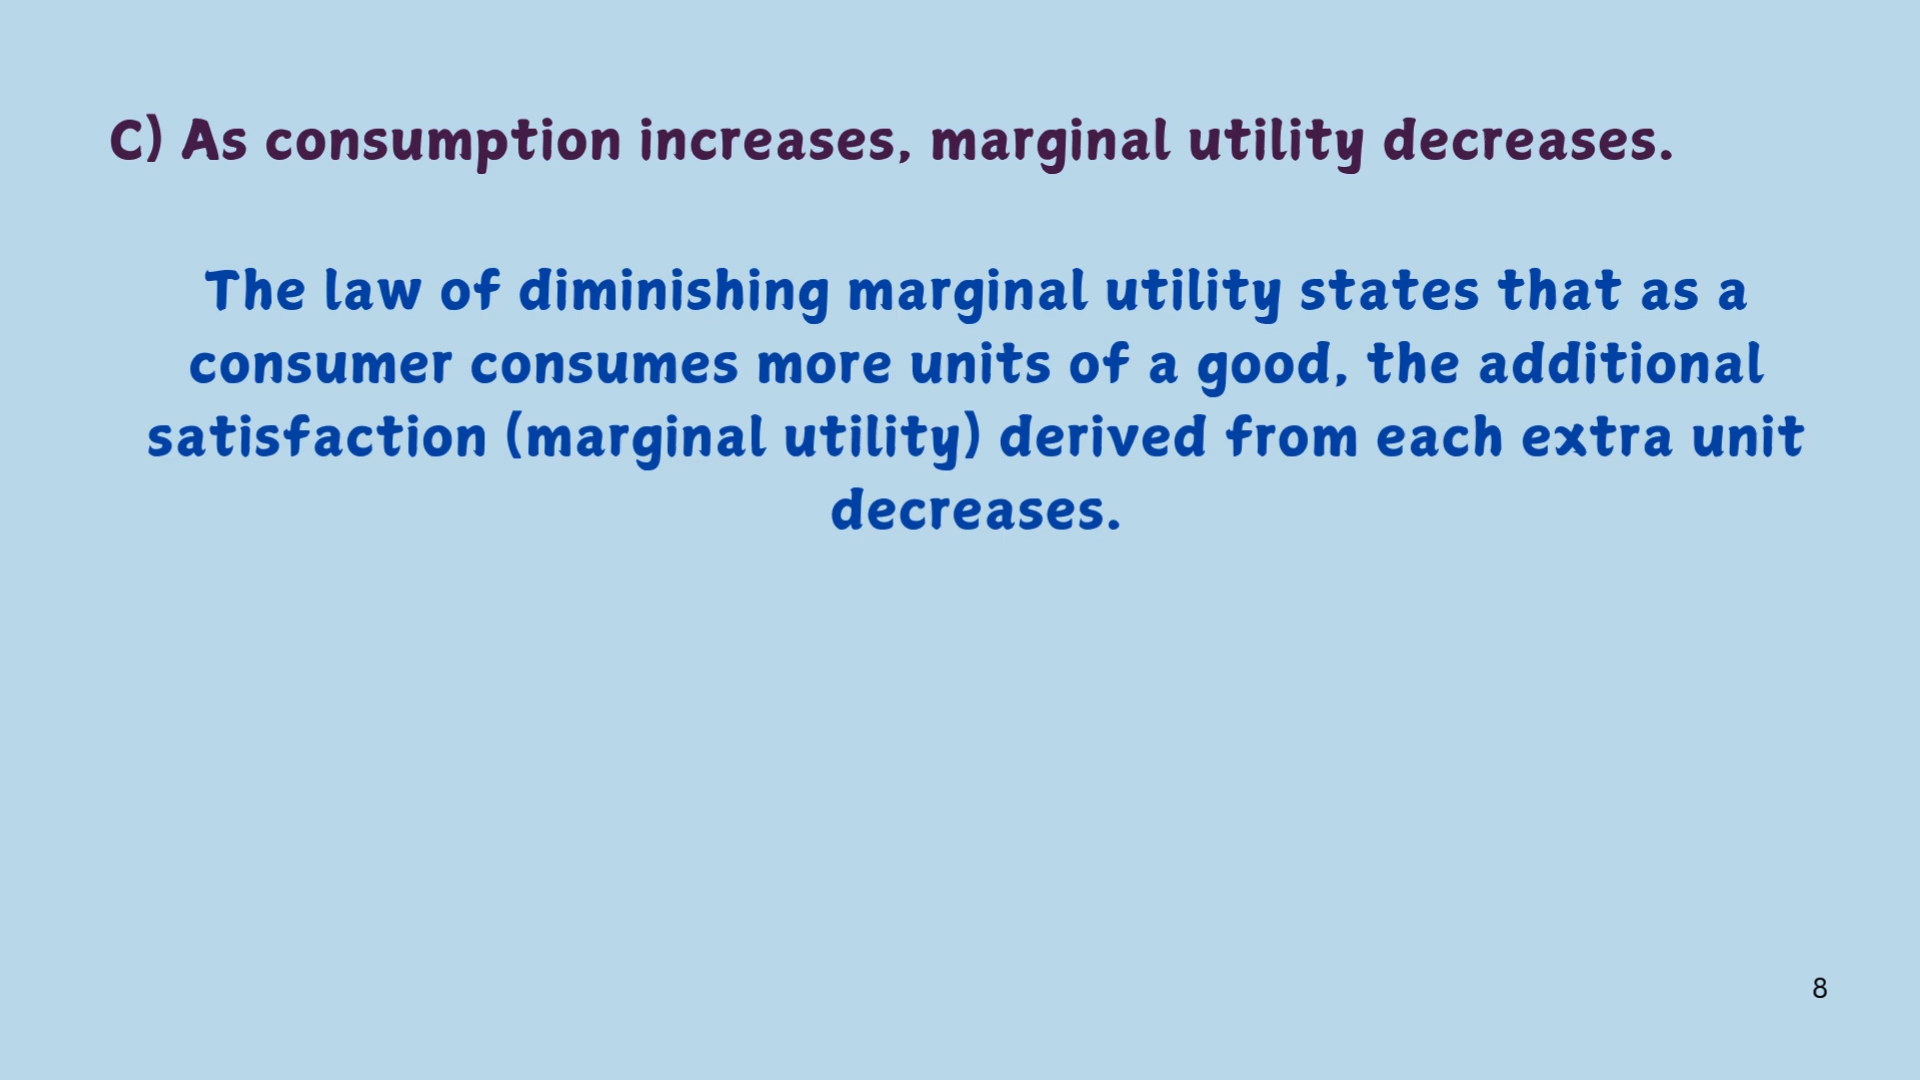 C) As consumption increases, marginal utility decreases.
The law of diminishing marginal utility states that as a
consumer consumes more units of a good, the additional
satisfaction (marginal utility) derived from each extra unit
decreases.
8